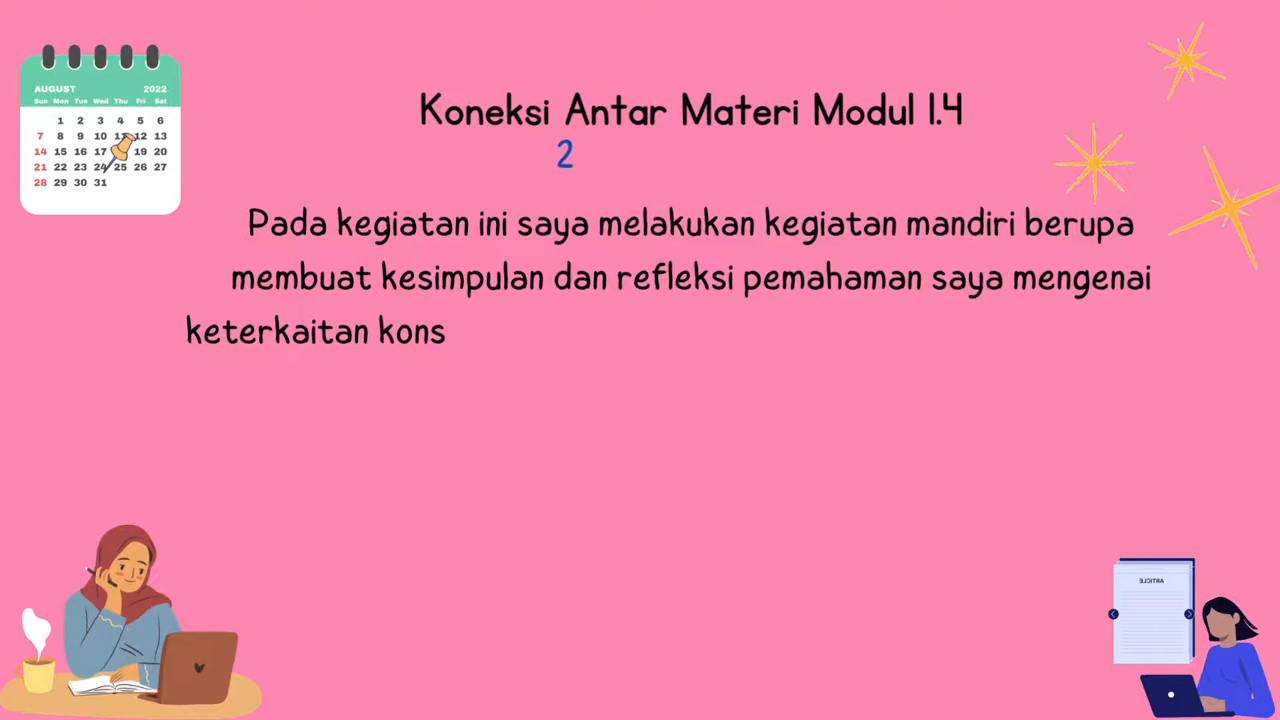 AUGUST 2022
Sun Mon Tue Wed Thu Fri Sat
1 2 3 4 5 6
7 8 9 10 11 12 13
14 15 16 17 19 20
21 22 23 24 25 26 27
28 29 30 31
Koneksi Antar Materi Modul 1.4
2
Pada kegiatan ini saya melakukan kegiatan mandiri berupa
membuat kesimpulan dan refleksi pemahaman saya mengenai
keterkaitan kons
ARTICLE